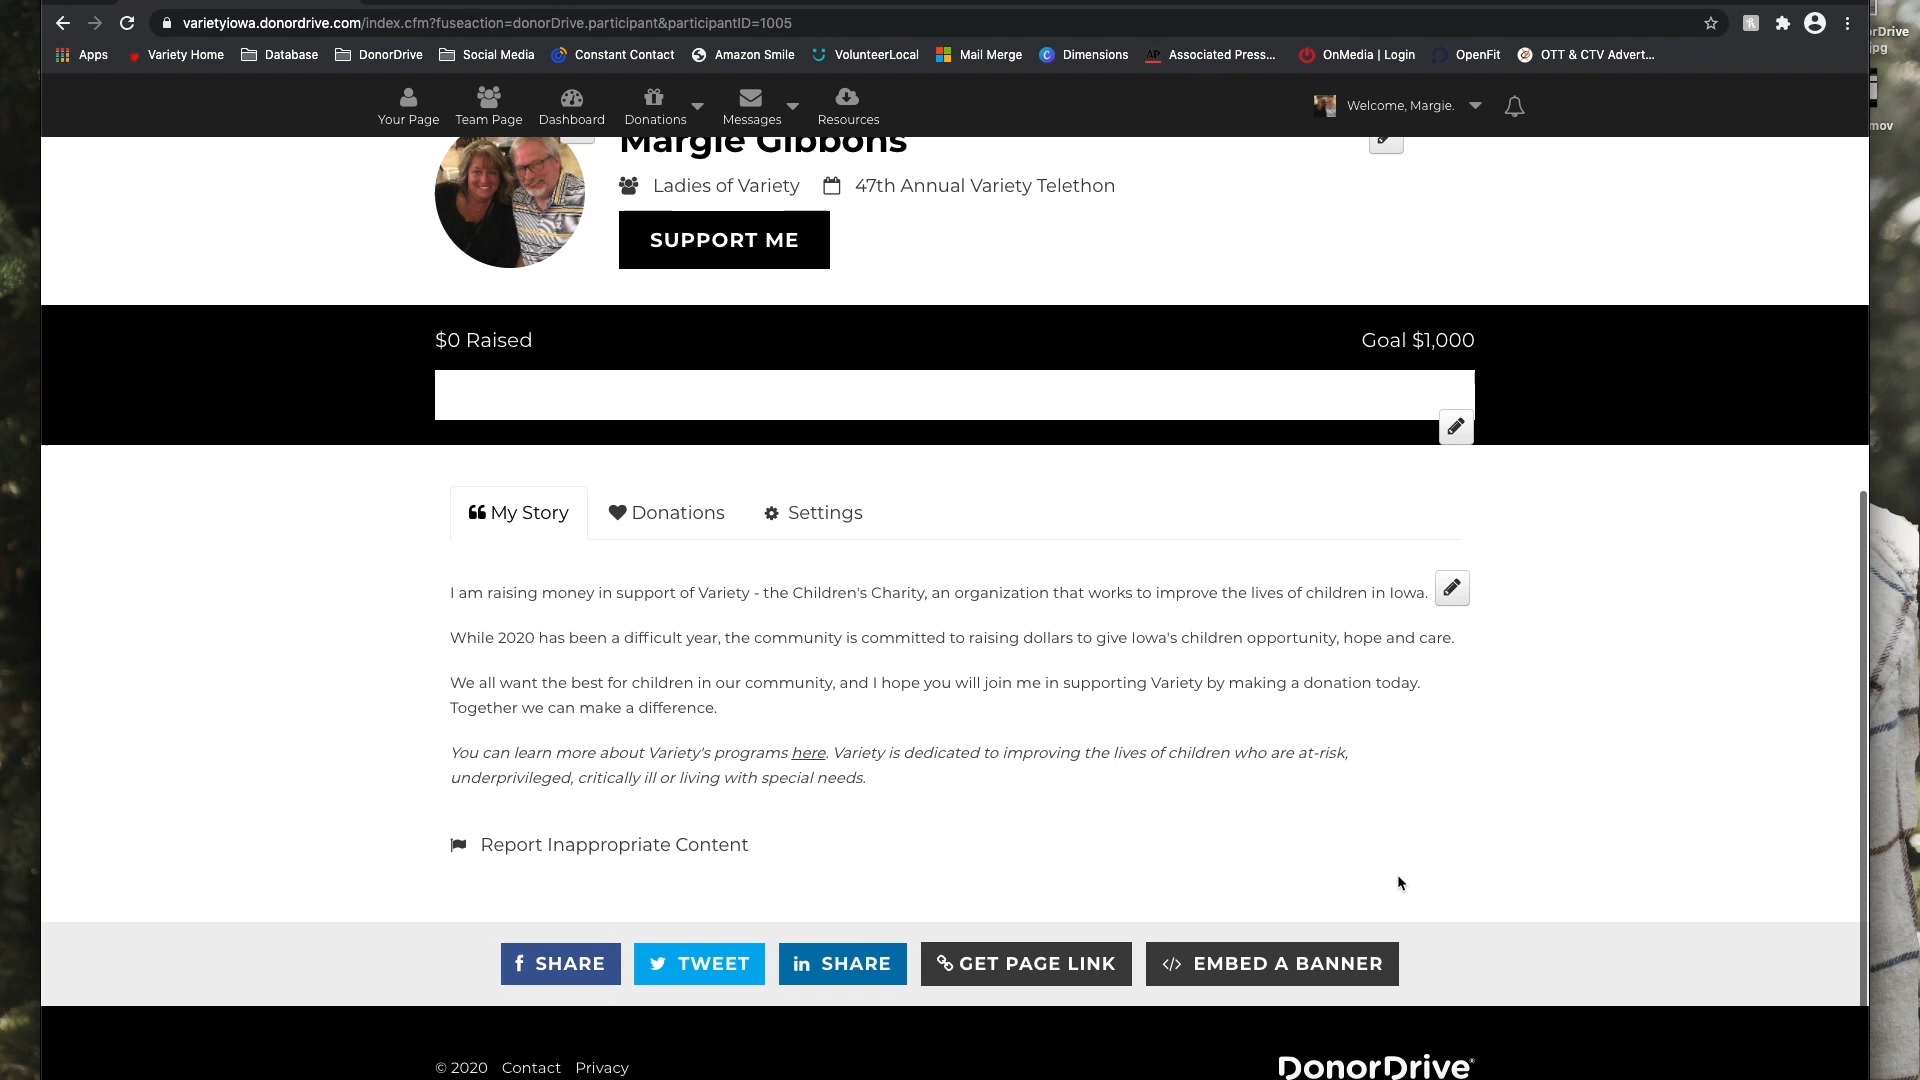 varietyiowa.donordrive.com/index.cfm?fuseaction=donorDrive.participant&participantID=1005
Apps Variety Home Database DonorDrive Social Media Constant Contact Amazon Smile VolunteerLocal Mail Merge Dimensions AP Associated Press... OnMedia | Login OpenFit OTT & CTV Advert...
Your Page Team Page Dashboard Donations Messages Resources Welcome, Margie.
mov
Margie Gibbons
Ladies of Variety 47th Annual Variety Telethon
SUPPORT ME
$0 Raised Goal $1,000
My Story Donations Settings
I am raising money in support of Variety - the Children's Charity, an organization that works to improve the lives of children in Iowa.
While 2020 has been a difficult year, the community is committed to raising dollars to give Iowa's children opportunity, hope and care.
We all want the best for children in our community, and I hope you will join me in supporting Variety by making a donation today.
Together we can make a difference.
You can learn more about Variety's programs here. Variety is dedicated to improving the lives of children who are at-risk,
underprivileged, critically ill or living with special needs.
Report Inappropriate Content
f SHARE TWEET in SHARE GET PAGE LINK </> EMBED A BANNER
© 2020 Contact Privacy DonorDrive